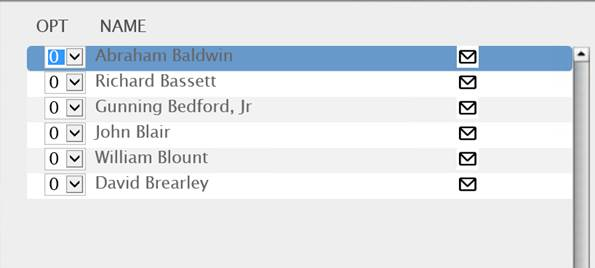 OPT NAME
0 Abraham Baldwin
0 Richard Bassett
0 Gunning Bedford, Jr
0 John Blair
0 William Blount
0 David Brearley